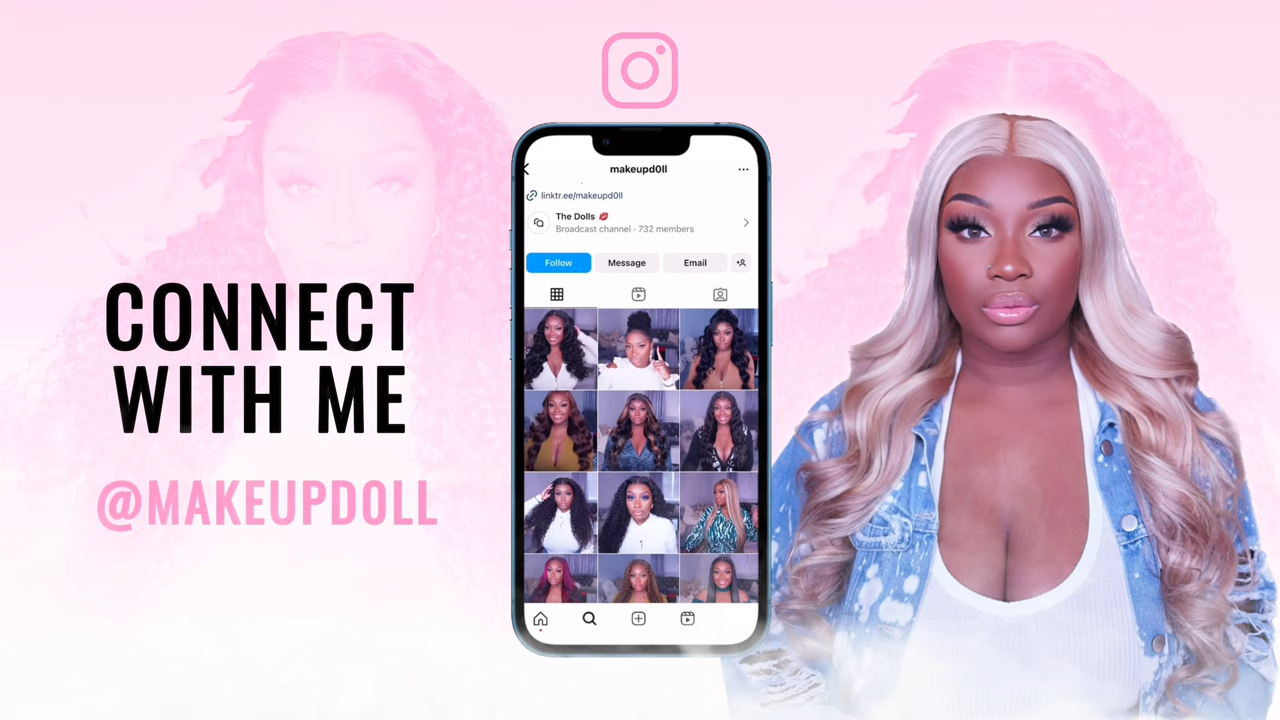 CONNECT
WITH ME
@MAKEUPDOLL
makeupd0ll
linktr.ee/makeupd0ll
The Dolls 💋
Broadcast channel · 732 members
Follow
Message
Email